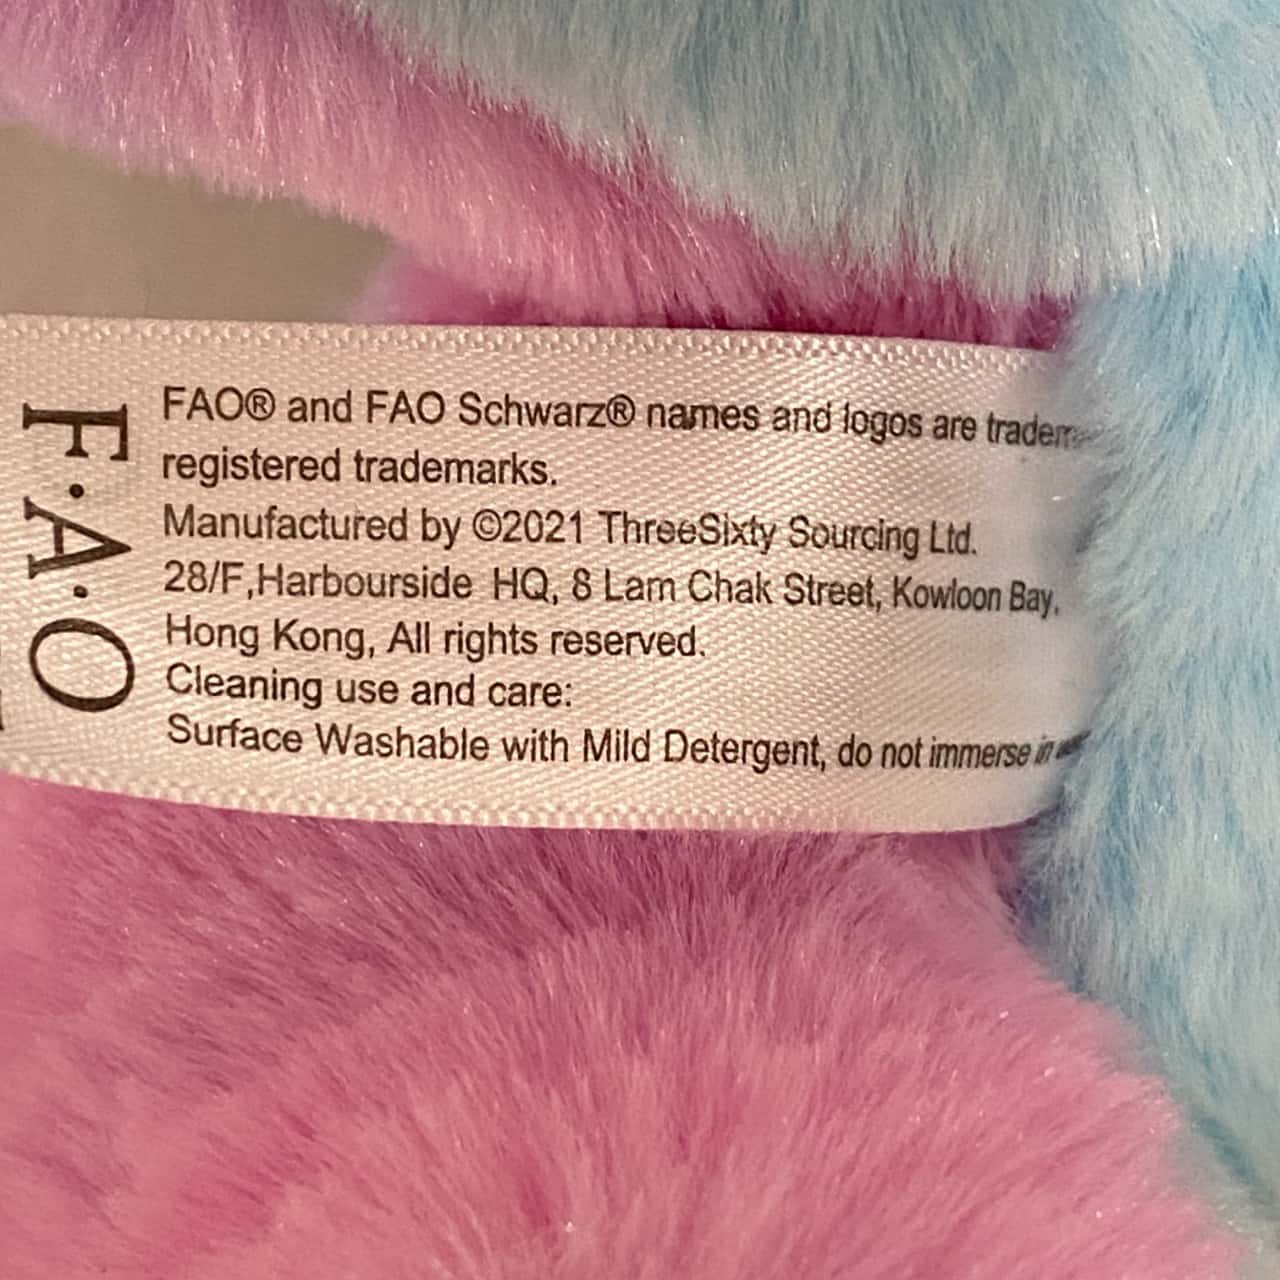 F·A·O
FAO® and FAO Schwarz® names and logos are
registered trademarks.
Manufactured by ©2021 ThreeSixty Sourcing Ltd.
28/F,Harbourside HQ, 8 Lam Chak Street, Kowloon Bay,
Hong Kong, All rights reserved.
Cleaning use and care:
Surface Washable with Mild Detergent, do not immerse in